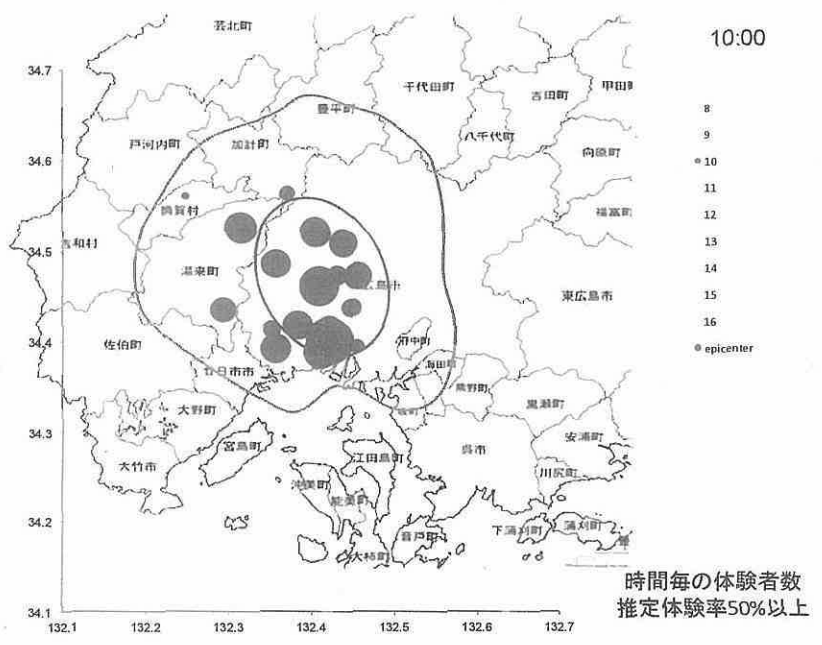 芸北町
10:00
34.7
千代田町
吉田町
甲田町
8
豊平町
9
八千代町
戸河内町
加計町
34.6
向原町
10
11
筒賀村
福富町
12
吉和村
34.5
13
湯来町
14
広島市
東広島市
15
佐伯町
34.4
府中町
16
海田町
epicenter
廿日市市
熊野町
大野町
坂町
黒瀬町
34.3
宮島町
呉市
安浦町
大竹市
江田島町
川尻町
沖美町
能美町
34.2
音戸町
下蒲刈町
蒲刈町
大柿町
時間毎の体験者数
推定体験率50%以上
34.1
132.1 132.2 132.3 132.4 132.5 132.6 132.7